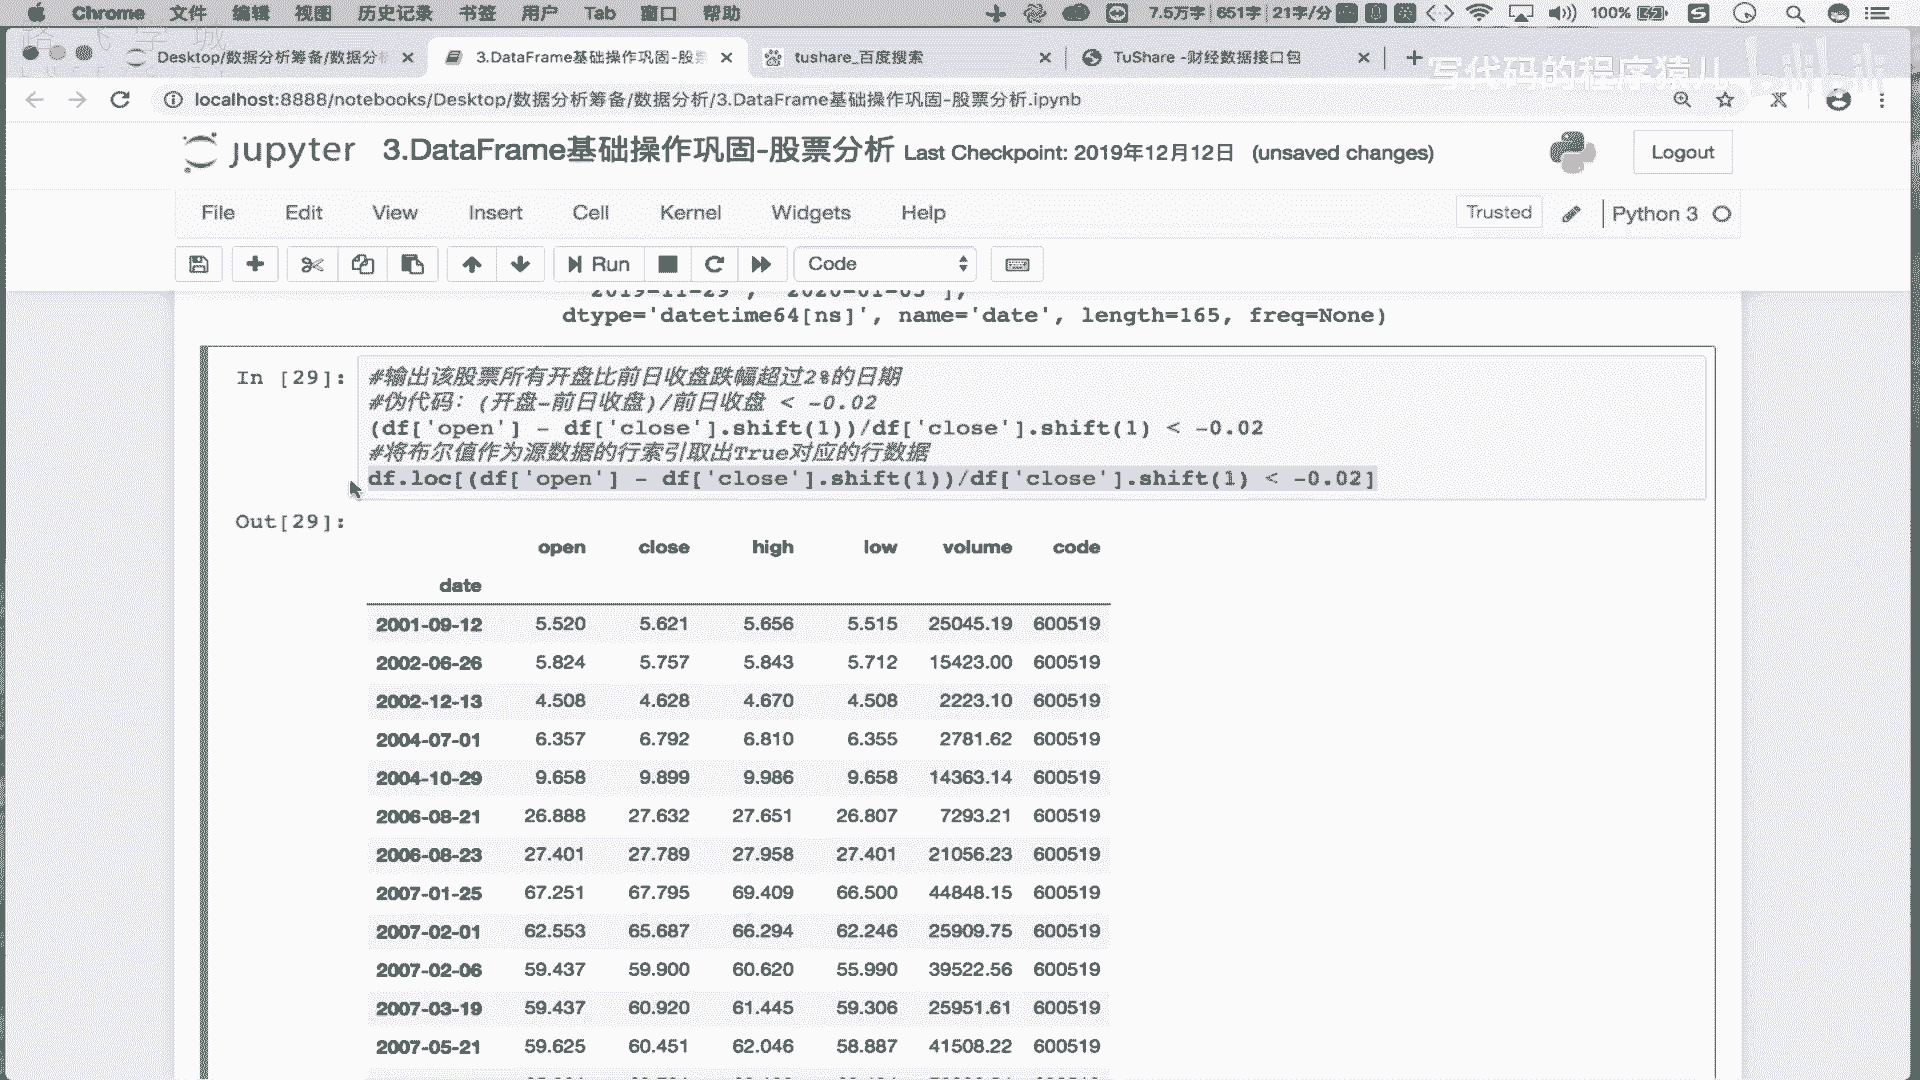 Chrome 文件 编辑 视图 历史记录 书签 用户 Tab 窗口 帮助 7.5万字 651字 21字/分 100%
Desktop/数据分析筹备/数据分析
3.DataFrame基础操作巩固-股票
tushare_百度搜索
TuShare -财经数据接口包
写代码的程序猿儿 bilibili
localhost:8888/notebooks/Desktop/数据分析筹备/数据分析/3.DataFrame基础操作巩固-股票分析.ipynb
jupyter 3.DataFrame基础操作巩固-股票分析 Last Checkpoint: 2019年12月12日 (unsaved changes) Logout
File Edit View Insert Cell Kernel Widgets Help Trusted Python 3
Run Code
dtype='datetime64[ns]', name='date', length=165, freq=None)
In [29]:
#输出该股票所有开盘比前日收盘跌幅超过2%的日期
#伪代码：(开盘-前日收盘)/前日收盘 < -0.02
(df['open'] - df['close'].shift(1))/df['close'].shift(1) < -0.02
#将布尔值作为源数据的行索引取出True对应的行数据
df.loc[(df['open'] - df['close'].shift(1))/df['close'].shift(1) < -0.02]
Out[29]:
open close high low volume code
date
2001-09-12 5.520 5.621 5.656 5.515 25045.19 600519
2002-06-26 5.824 5.757 5.843 5.712 15423.00 600519
2002-12-13 4.508 4.628 4.670 4.508 2223.10 600519
2004-07-01 6.357 6.792 6.810 6.355 2781.62 600519
2004-10-29 9.658 9.899 9.986 9.658 14363.14 600519
2006-08-21 26.888 27.632 27.651 26.807 7293.21 600519
2006-08-23 27.401 27.789 27.958 27.401 21056.23 600519
2007-01-25 67.251 67.795 69.409 66.500 44848.15 600519
2007-02-01 62.553 65.687 66.294 62.246 25909.75 600519
2007-02-06 59.437 59.900 60.620 55.990 39522.56 600519
2007-03-19 59.437 60.920 61.445 59.306 25951.61 600519
2007-05-21 59.625 60.451 62.046 58.887 41508.22 600519